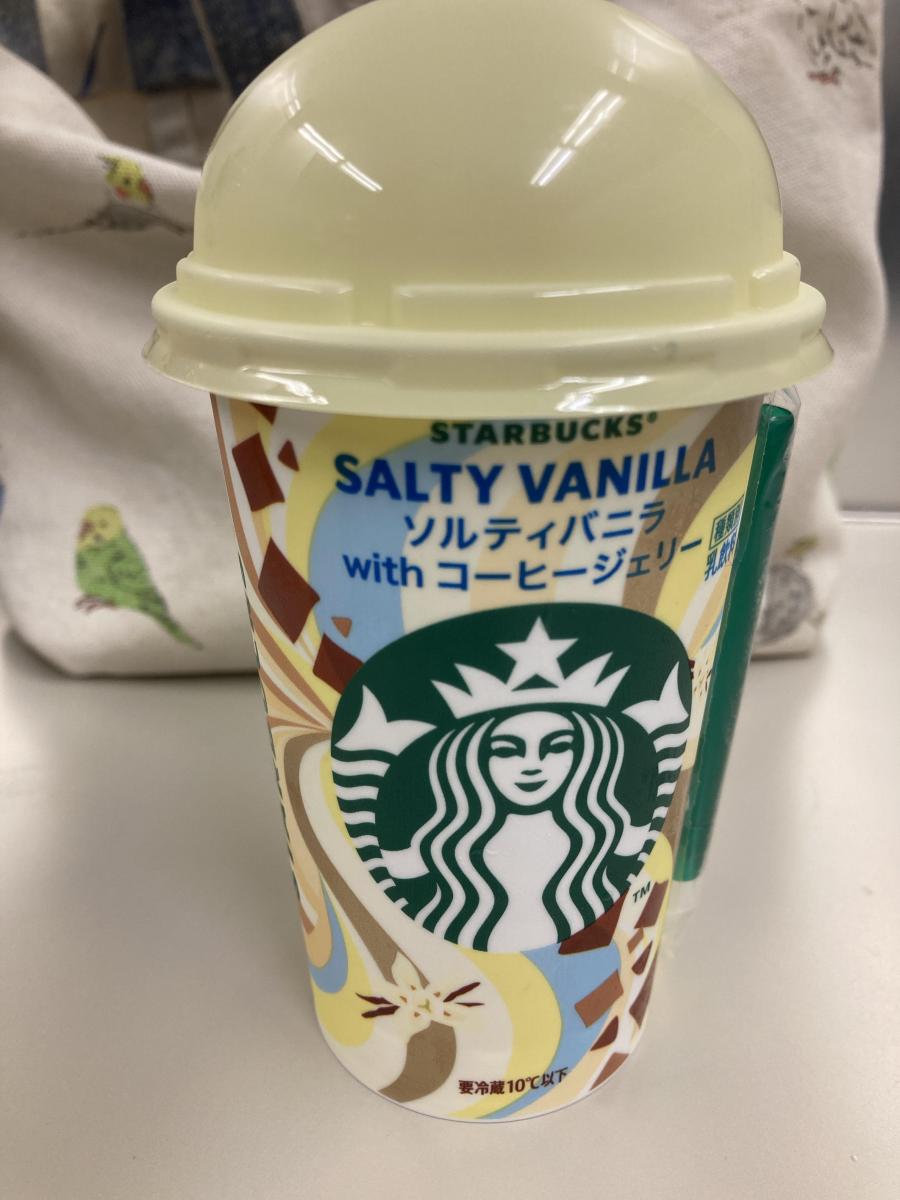 STARBUCKS®
SALTY VANILLA
ソルティバニラ
with コーヒージェリー
種類別
乳飲料
TM
要冷蔵10℃以下